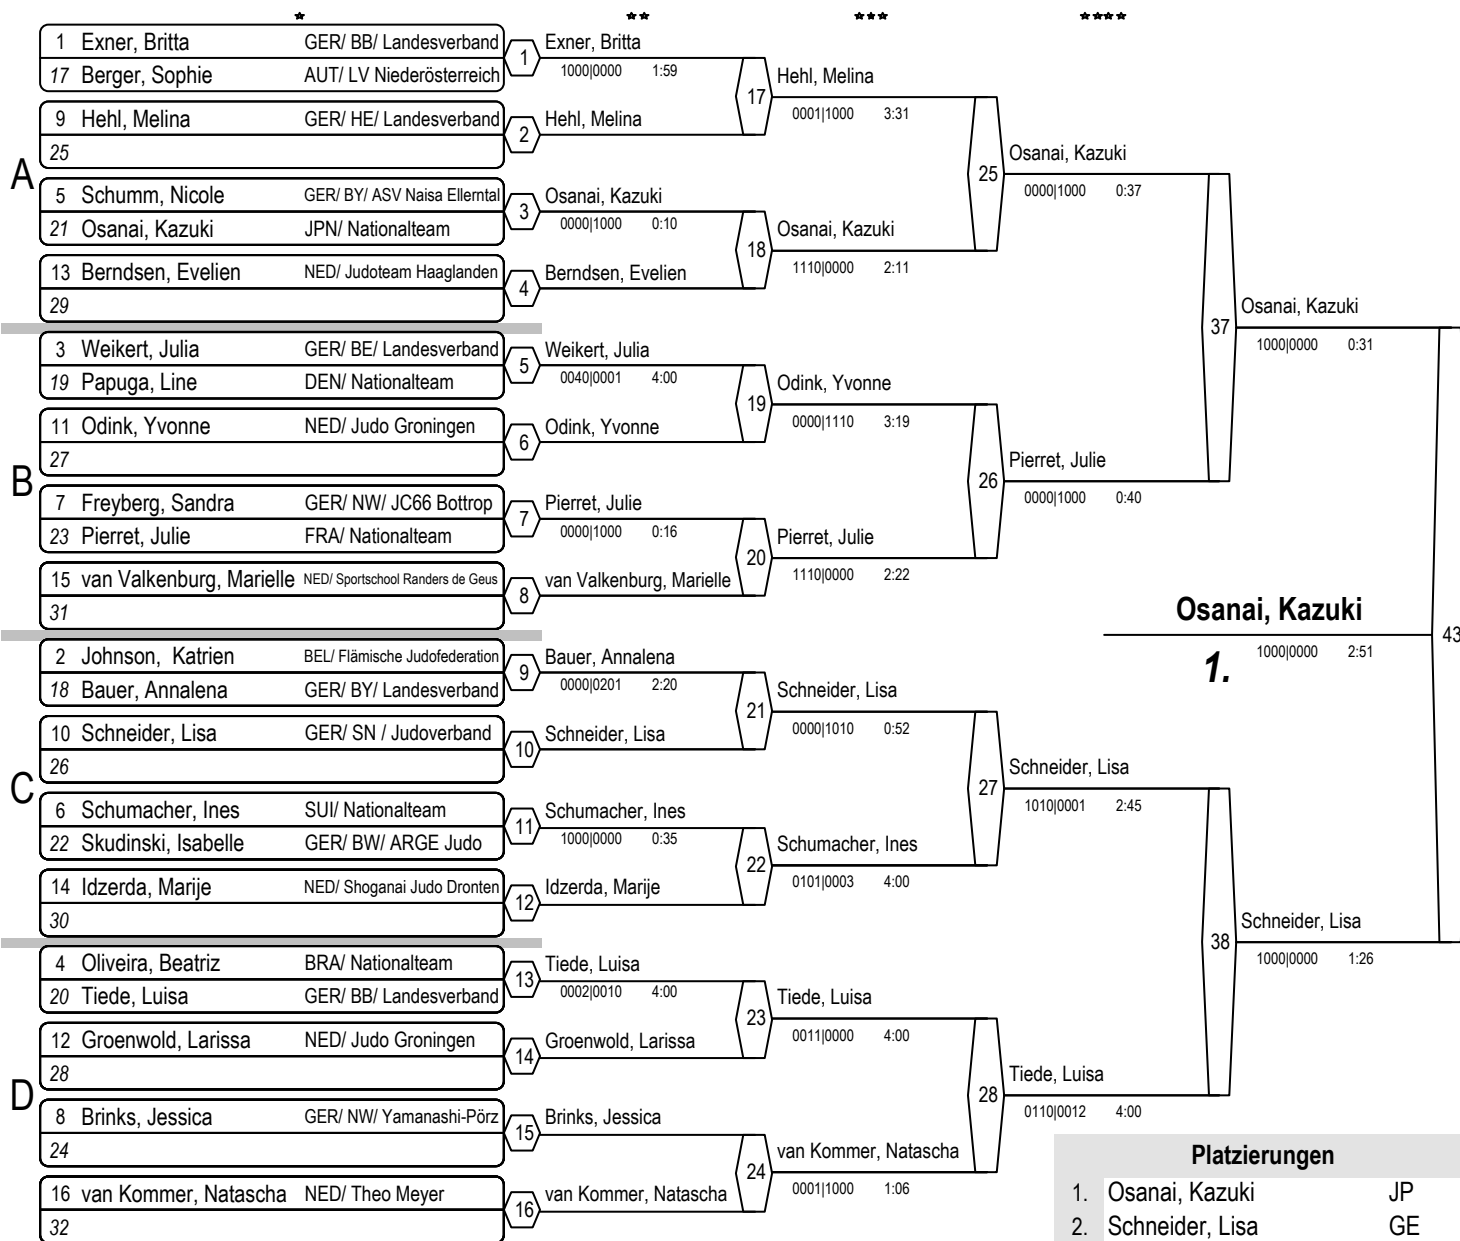 1 Exner, Britta GER/ BB/ Landesverband
17 Berger, Sophie AUT/ LV Niederösterreich
9 Hehl, Melina GER/ HE/ Landesverband
25
A
5 Schumm, Nicole GER/ BY/ ASV Naisa Ellerntal
21 Osanai, Kazuki JPN/ Nationalteam
13 Berndsen, Evelien NED/ Judoteam Haaglanden
29
3 Weikert, Julia GER/ BE/ Landesverband
19 Papuga, Line DEN/ Nationalteam
11 Odink, Yvonne NED/ Judo Groningen
27
B
7 Freyberg, Sandra GER/ NW/ JC66 Bottrop
23 Pierret, Julie FRA/ Nationalteam
15 van Valkenburg, Marielle NED/ Sportschool Randers de Geus
31
2 Johnson, Katrien BEL/ Flämische Judofederation
18 Bauer, Annalena GER/ BY/ Landesverband
10 Schneider, Lisa GER/ SN / Judoverband
26
C
6 Schumacher, Ines SUI/ Nationalteam
22 Skudinski, Isabelle GER/ BW/ ARGE Judo
14 Idzerda, Marije NED/ Shoganai Judo Dronten
30
4 Oliveira, Beatriz BRA/ Nationalteam
20 Tiede, Luisa GER/ BB/ Landesverband
12 Groenwold, Larissa NED/ Judo Groningen
28
D
8 Brinks, Jessica GER/ NW/ Yamanashi-Pörz
24
16 van Kommer, Natascha NED/ Theo Meyer
32
1 Exner, Britta
1000|0000 1:59
2 Hehl, Melina
3 Osanai, Kazuki
0000|1000 0:10
4 Berndsen, Evelien
5 Weikert, Julia
0040|0001 4:00
6 Odink, Yvonne
7 Pierret, Julie
0000|1000 0:16
8 van Valkenburg, Marielle
9 Bauer, Annalena
0000|0201 2:20
10 Schneider, Lisa
11 Schumacher, Ines
1000|0000 0:35
12 Idzerda, Marije
13 Tiede, Luisa
0002|0010 4:00
14 Groenwold, Larissa
15 Brinks, Jessica
16 van Kommer, Natascha
17 Hehl, Melina
0001|1000 3:31
18 Osanai, Kazuki
1110|0000 2:11
19 Odink, Yvonne
0000|1110 3:19
20 Pierret, Julie
1110|0000 2:22
21 Schneider, Lisa
0000|1010 0:52
22 Schumacher, Ines
0101|0003 4:00
23 Tiede, Luisa
0011|0000 4:00
24 van Kommer, Natascha
0001|1000 1:06
25 Osanai, Kazuki
0000|1000 0:37
26 Pierret, Julie
0000|1000 0:40
27 Schneider, Lisa
1010|0001 2:45
28 Tiede, Luisa
0110|0012 4:00
37 Osanai, Kazuki
1000|0000 0:31
38 Schneider, Lisa
1000|0000 1:26
43
Osanai, Kazuki
1. 1000|0000 2:51
Platzierungen
1. Osanai, Kazuki JP
2. Schneider, Lisa GE